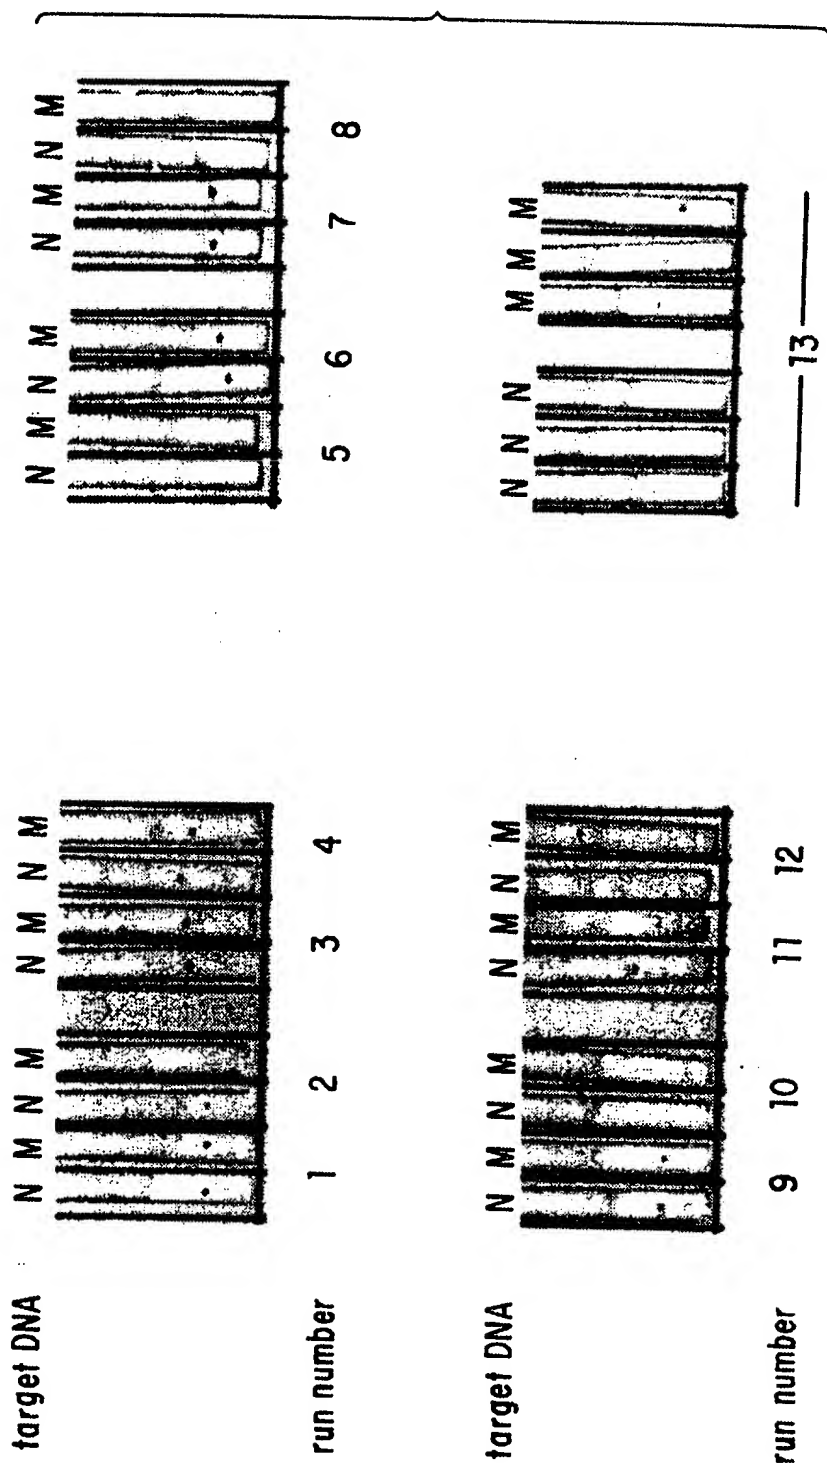 target DNA N M N M N M N M N M N M N M N M
run number 1 2 3 4 5 6 7 8
target DNA N M N M N M N M N N N M M M
run number 9 10 11 12 13